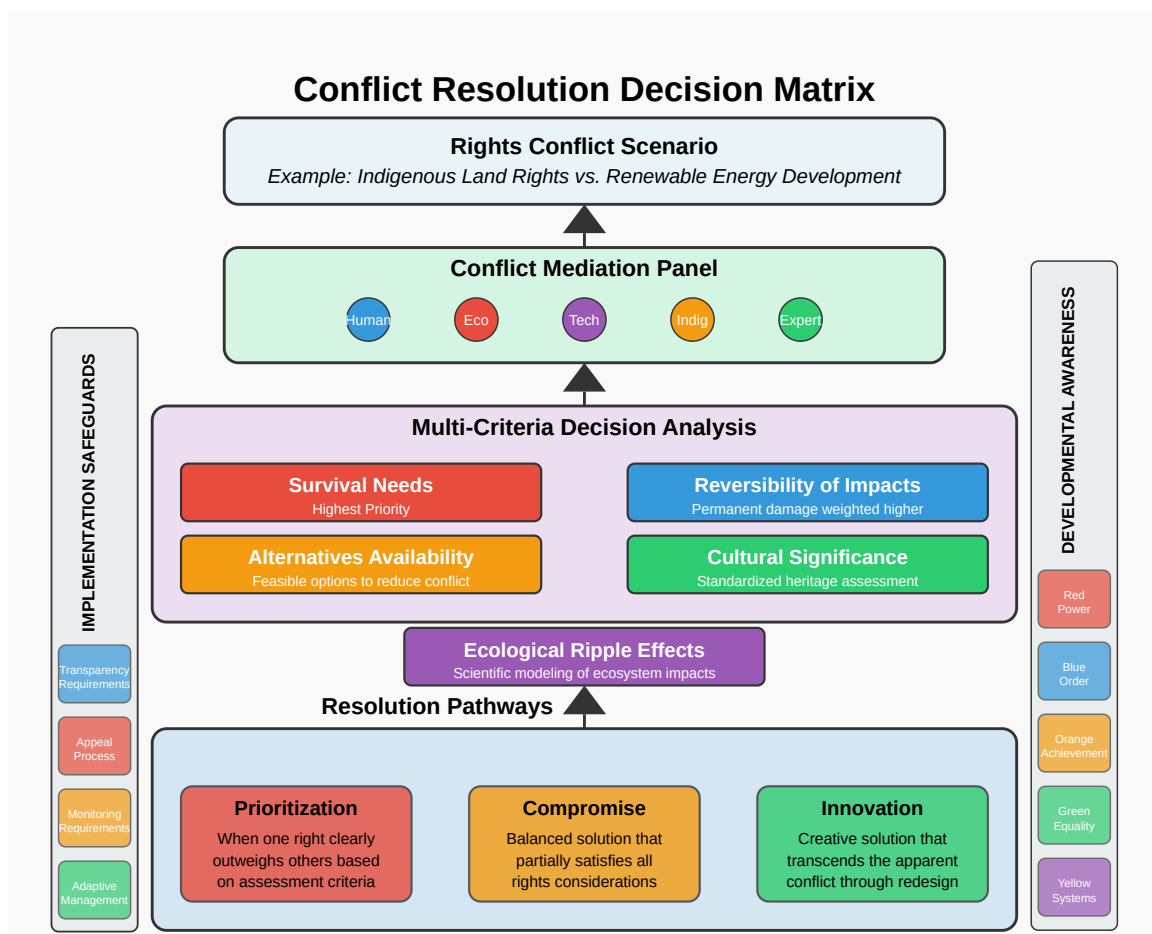 Conflict Resolution Decision Matrix
Rights Conflict Scenario
Example: Indigenous Land Rights vs. Renewable Energy Development
Conflict Mediation Panel
Human
Eco
Tech
Indig
Expert
Multi-Criteria Decision Analysis
Survival Needs
Highest Priority
Reversibility of Impacts
Permanent damage weighted higher
Alternatives Availability
Feasible options to reduce conflict
Cultural Significance
Standardized heritage assessment
Ecological Ripple Effects
Scientific modeling of ecosystem impacts
Resolution Pathways
Prioritization
When one right clearly
outweighs others based
on assessment criteria
Compromise
Balanced solution that
partially satisfies all
rights considerations
Innovation
Creative solution that
transcends the apparent
conflict through redesign
IMPLEMENTATION SAFEGUARDS
Transparency
Requirements
Appeal
Process
Monitoring
Requirements
Adaptive
Management
DEVELOPMENTAL AWARENESS
Red
Power
Blue
Order
Orange
Achievement
Green
Equality
Yellow
Systems